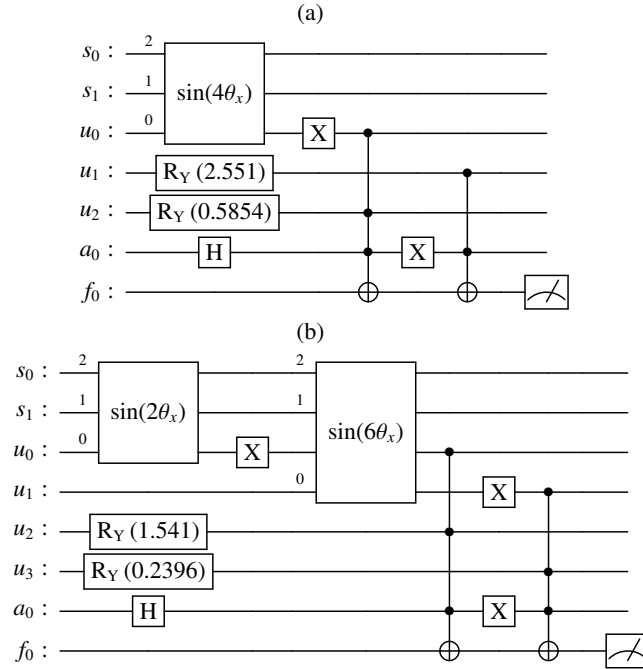 (a)
s₀ :
2
s₁ :
1
sin(4θₓ)
u₀ :
0
X
u₁ :
R_Y (2.551)
u₂ :
R_Y (0.5854)
a₀ :
H
X
f₀ :
(b)
s₀ :
2
2
s₁ :
1
sin(2θₓ)
1
sin(6θₓ)
u₀ :
0
X
u₁ :
0
X
u₂ :
R_Y (1.541)
u₃ :
R_Y (0.2396)
a₀ :
H
X
f₀ :